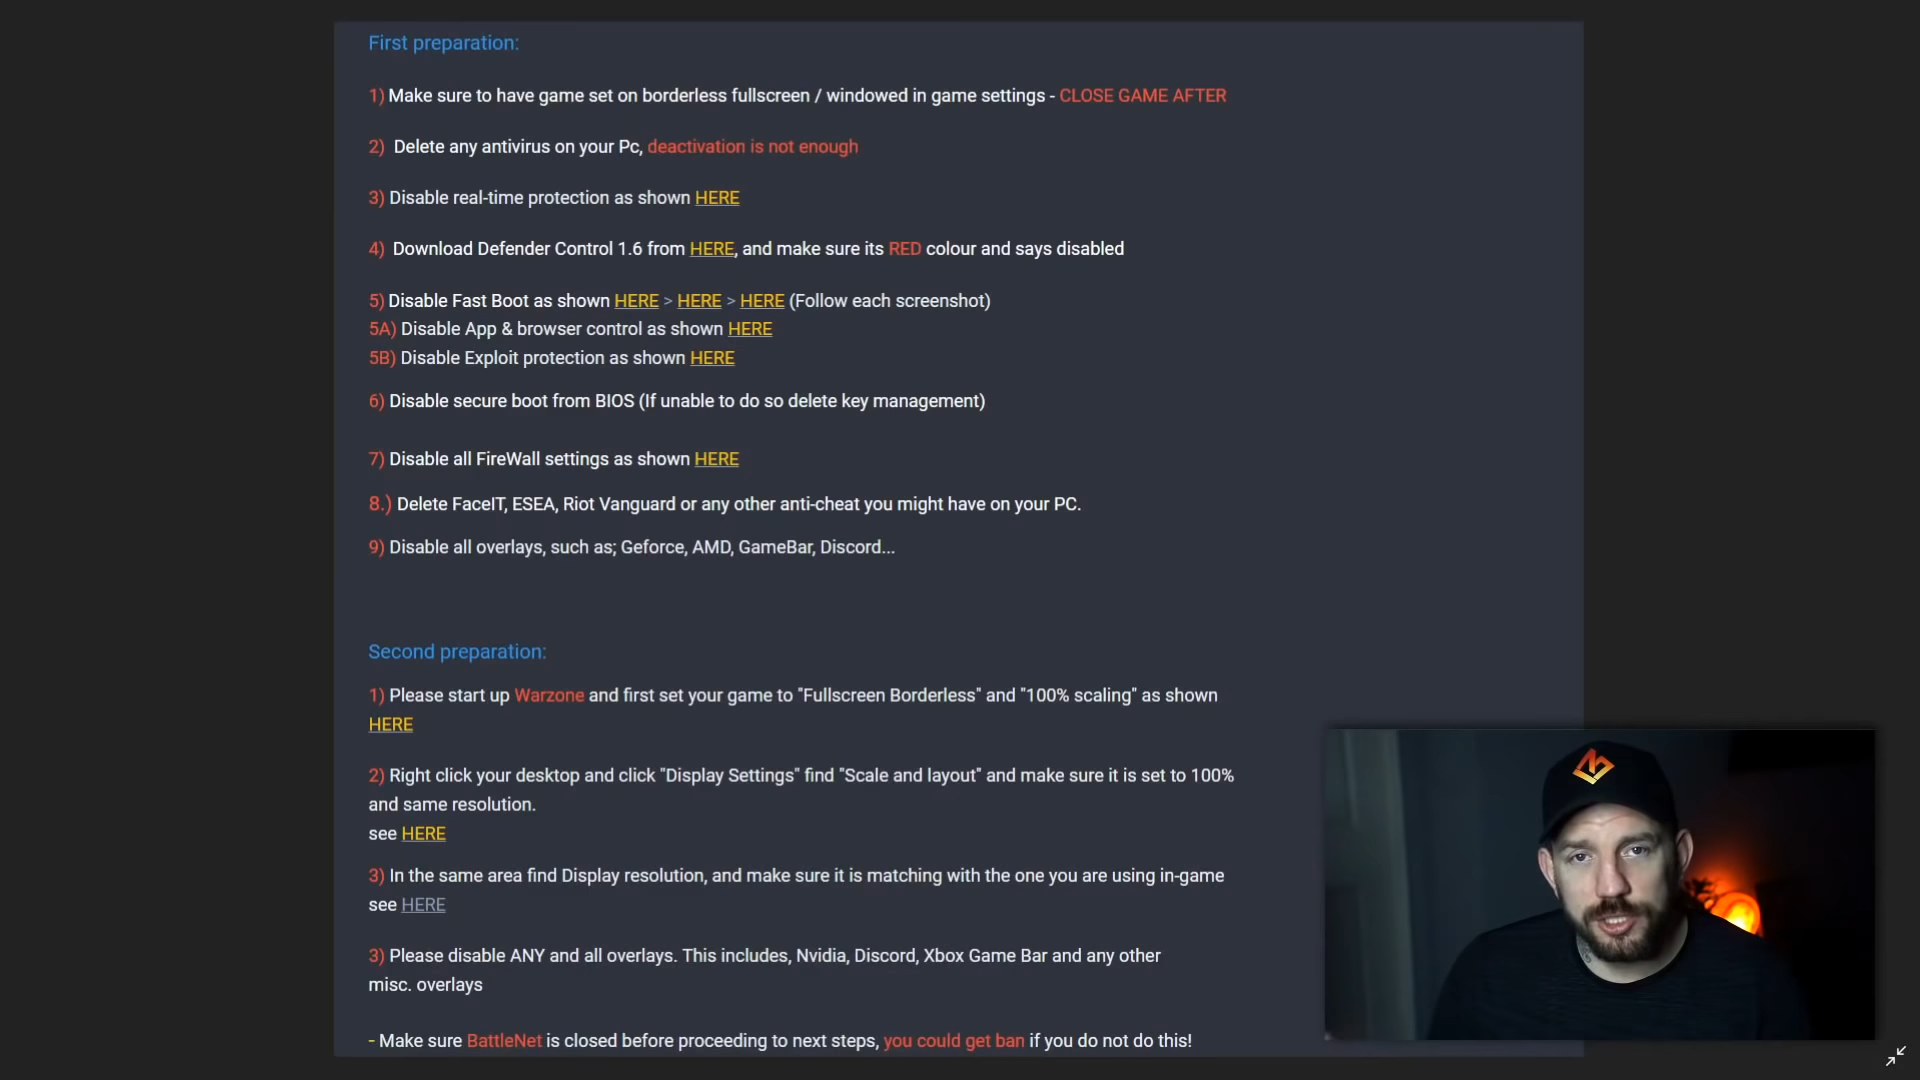 First preparation:
1) Make sure to have game set on borderless fullscreen / windowed in game settings - CLOSE GAME AFTER
2) Delete any antivirus on your Pc, deactivation is not enough
3) Disable real-time protection as shown HERE
4) Download Defender Control 1.6 from HERE, and make sure its RED colour and says disabled
5) Disable Fast Boot as shown HERE > HERE > HERE (Follow each screenshot)
5A) Disable App & browser control as shown HERE
5B) Disable Exploit protection as shown HERE
6) Disable secure boot from BIOS (If unable to do so delete key management)
7) Disable all FireWall settings as shown HERE
8.) Delete FaceIT, ESEA, Riot Vanguard or any other anti-cheat you might have on your PC.
9) Disable all overlays, such as; Geforce, AMD, GameBar, Discord...
Second preparation:
1) Please start up Warzone and first set your game to "Fullscreen Borderless" and "100% scaling" as shown
HERE
2) Right click your desktop and click "Display Settings" find "Scale and layout" and make sure it is set to 100%
and same resolution.
see HERE
3) In the same area find Display resolution, and make sure it is matching with the one you are using in-game
see HERE
3) Please disable ANY and all overlays. This includes, Nvidia, Discord, Xbox Game Bar and any other
misc. overlays
- Make sure BattleNet is closed before proceeding to next steps, you could get ban if you do not do this!